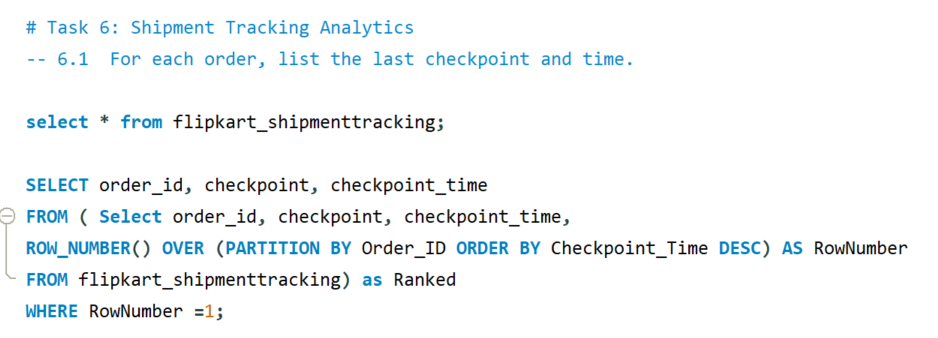 # Task 6: Shipment Tracking Analytics
-- 6.1  For each order, list the last checkpoint and time.
select * from flipkart_shipmenttracking;
SELECT order_id, checkpoint, checkpoint_time
FROM ( Select order_id, checkpoint, checkpoint_time,
ROW_NUMBER() OVER (PARTITION BY Order_ID ORDER BY Checkpoint_Time DESC) AS RowNumber
FROM flipkart_shipmenttracking) as Ranked
WHERE RowNumber =1;